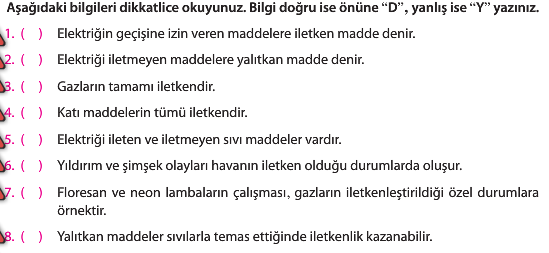 Aşağıdaki bilgileri dikkatlice okuyunuz. Bilgi doğru ise önüne “D”, yanlış ise “Y” yazınız.
1. ( ) Elektriğin geçişine izin veren maddelere iletken madde denir.
2. ( ) Elektriği iletmeyen maddelere yalıtkan madde denir.
3. ( ) Gazların tamamı iletkendir.
4. ( ) Katı maddelerin tümü iletkendir.
5. ( ) Elektriği ileten ve iletmeyen sıvı maddeler vardır.
6. ( ) Yıldırım ve şimşek olayları havanın iletken olduğu durumlarda oluşur.
7. ( ) Floresan ve neon lambaların çalışması, gazların iletkenleştirildiği özel durumlara
örnektir.
8. ( ) Yalıtkan maddeler sıvılarla temas ettiğinde iletkenlik kazanabilir.